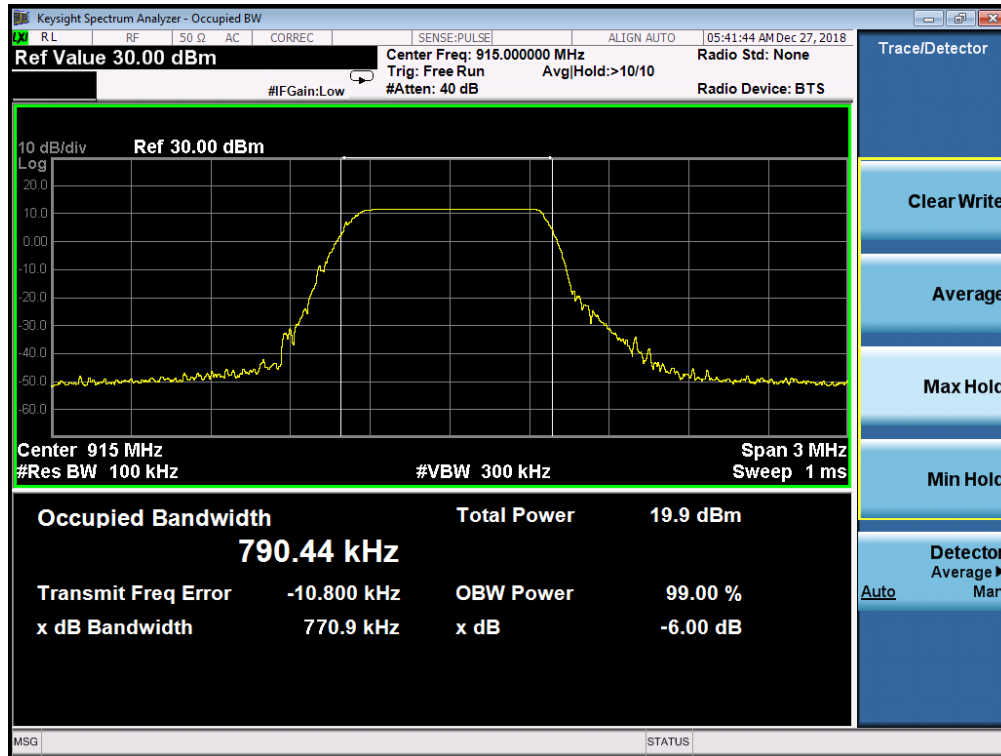 Keysight Spectrum Analyzer - Occupied BW
LXI RL RF 50 Ω AC CORREC SENSE:PULSE ALIGN AUTO 05:41:44 AM Dec 27, 2018
Ref Value 30.00 dBm
Center Freq: 915.000000 MHz
Radio Std: None
Trig: Free Run Avg|Hold:>10/10
#IFGain:Low
#Atten: 40 dB
Radio Device: BTS
10 dB/div Ref 30.00 dBm
Log
20.0
10.0
0.00
-10.0
-20.0
-30.0
-40.0
-50.0
-60.0
Center 915 MHz
Span 3 MHz
#Res BW 100 kHz
#VBW 300 kHz
Sweep 1 ms
Occupied Bandwidth
Total Power 19.9 dBm
790.44 kHz
Transmit Freq Error -10.800 kHz
OBW Power 99.00 %
x dB Bandwidth 770.9 kHz
x dB -6.00 dB
MSG
STATUS
Trace/Detector
Clear Write
Average
Max Hold
Min Hold
Detector
Average▶
Auto Man